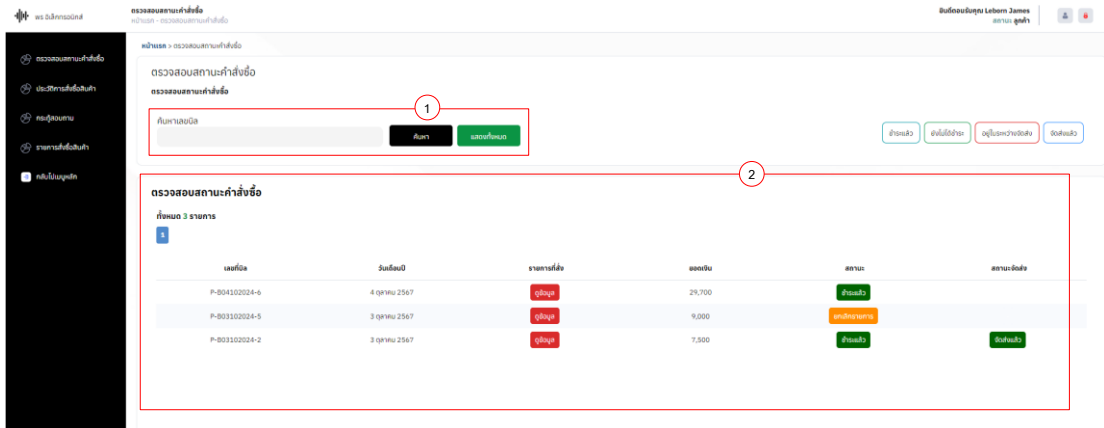 พร อิเล็กทรอนิกส์
ตรวจสอบสถานะคำสั่งซื้อ
หน้าแรก - ตรวจสอบสถานะคำสั่งซื้อ
ยินดีตอนรับคุณ Leborn James
สถานะ ลูกค้า
ตรวจสอบสถานะคำสั่งซื้อ
ประวัติการสั่งซื้อสินค้า
กระทู้สอบถาม
รายการสั่งซื้อสินค้า
กลับไปเมนูหลัก
หน้าแรก > ตรวจสอบสถานะคำสั่งซื้อ
ตรวจสอบสถานะคำสั่งซื้อ
ตรวจสอบสถานะคำสั่งซื้อ
1
ค้นหาเลขบิล
ค้นหา แสดงทั้งหมด
ชำระแล้ว ยังไม่ได้ชำระ อยู่ในระหว่างจัดส่ง จัดส่งแล้ว
2
ตรวจสอบสถานะคำสั่งซื้อ
ทั้งหมด 3 รายการ
เลขที่บิล วันเดือนปี รายการที่สั่ง ยอดเงิน สถานะ สถานะจัดส่ง
P-B04102024-6 4 ตุลาคม 2567 ดูข้อมูล 29,700 ชำระแล้ว
P-B03102024-5 3 ตุลาคม 2567 ดูข้อมูล 9,000 ยกเลิกรายการ
P-B03102024-2 3 ตุลาคม 2567 ดูข้อมูล 7,500 ชำระแล้ว จัดส่งแล้ว